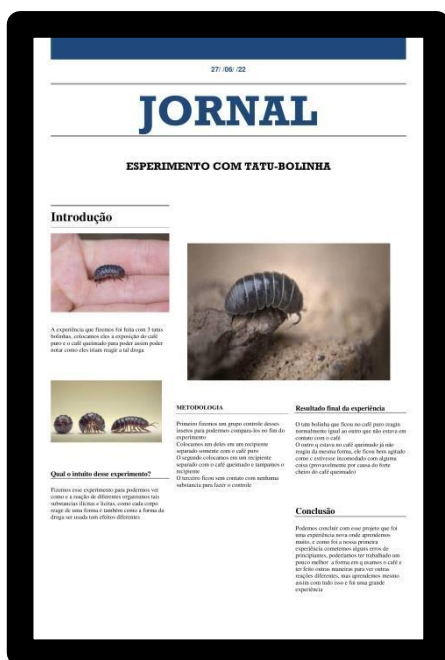 27/ /06/ /22
JORNAL
ESPERIMENTO COM TATU-BOLINHA
Introdução
A experiência que fizemos foi feita com 3 tatus
bolinhas, colocamos eles a exposição do café
puro e o café queimado para poder assim poder
notar como eles iriam reagir a tal droga
Qual o intuito desse experimento?
Fizemos esse experimento para podermos ver
como e a reação de diferentes organismos tais
substancias ilícitas e licitas, como cada corpo
reage de uma forma e também como a forma da
droga ser usada tem efeitos diferentes
METODOLOGIA
Primeiro fizemos um grupo controle desses
insetos para podermos compara-los no fim do
experimento
Colocamos um deles em um recipiente
separado somente com o café puro
O segundo colocamos em um recipiente
separado com o café queimado e tampamos o
recipiente
O terceiro ficou sem contato com nenhuma
substancia para fazer o controle
Resultado final da experiência
O tatu bolinha que ficou no café puro reagiu
normalmente igual ao outro que não estava em
contato com o café
O outro q estava no café queimado já não
reagiu da mesma forma, ele ficou bem agitado
como c estivesse incomodado com alguma
coisa (provavelmente por causa do forte
cheiro do café queimado)
Conclusão
Podemos concluir com esse projeto que foi
uma experiência nova onde aprendemos
muito, e como foi a nossa primeira
experiência cometemos alguns erros de
principiantes, poderíamos ter trabalhado um
pouco melhor a forma em q usamos o café e
ter feito outras maneiras para ver outras
reações diferentes, mas aprendemos mesmo
assim com tudo isso e foi uma grande
experiência